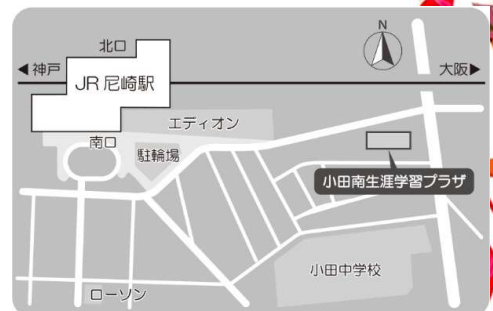 北口
N
◀神戸
大阪▶
JR尼崎駅
エディオン
南口
駐輪場
小田南生涯学習プラザ
小田中学校
ローソン